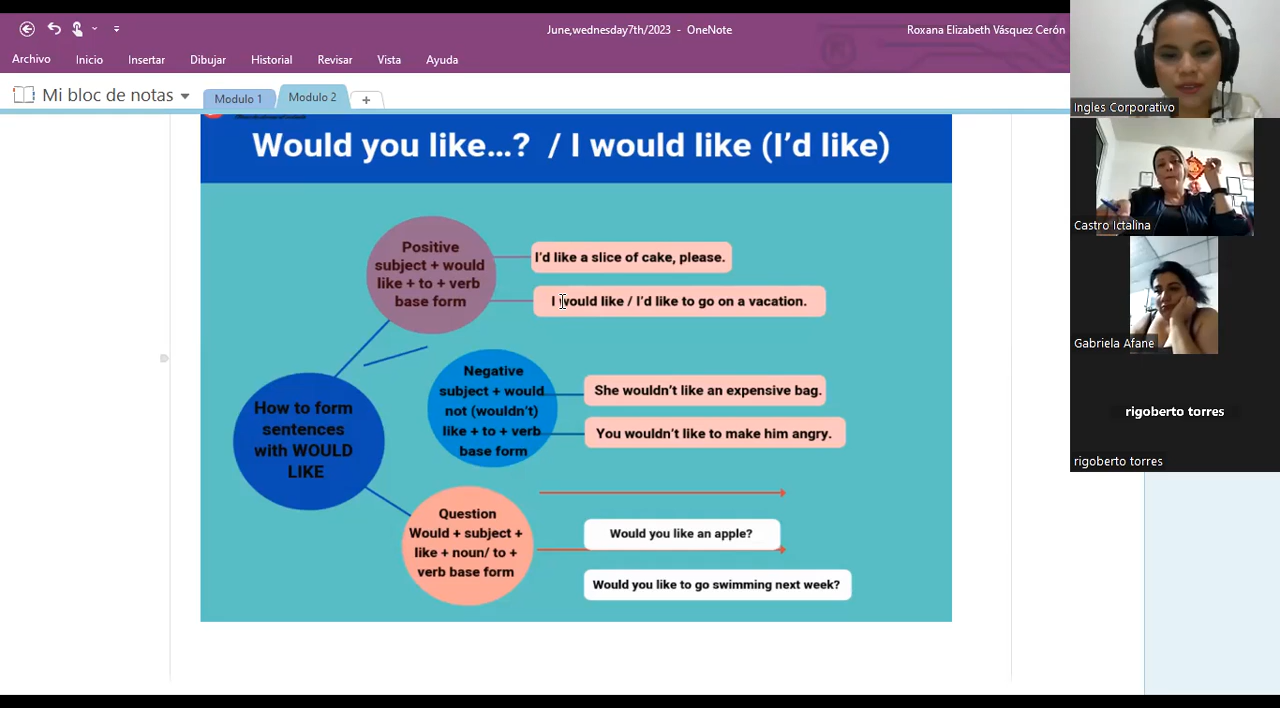 June,wednesday7th/2023 - OneNote
Roxana Elizabeth Vásquez Cerón
Archivo
Inicio
Insertar
Dibujar
Historial
Revisar
Vista
Ayuda
Mi bloc de notas
Modulo 1
Modulo 2
Would you like...? / I would like (I'd like)
Positive
subject + would
like + to + verb
base form
I'd like a slice of cake, please.
I would like / I'd like to go on a vacation.
How to form
sentences
with WOULD
LIKE
Negative
subject + would
not (wouldn't)
like + to + verb
base form
She wouldn't like an expensive bag.
You wouldn't like to make him angry.
Question
Would + subject +
like + noun/ to +
verb base form
Would you like an apple?
Would you like to go swimming next week?
Ingles Corporativo
Castro Ictalina
Gabriela Afane
rigoberto torres
rigoberto torres